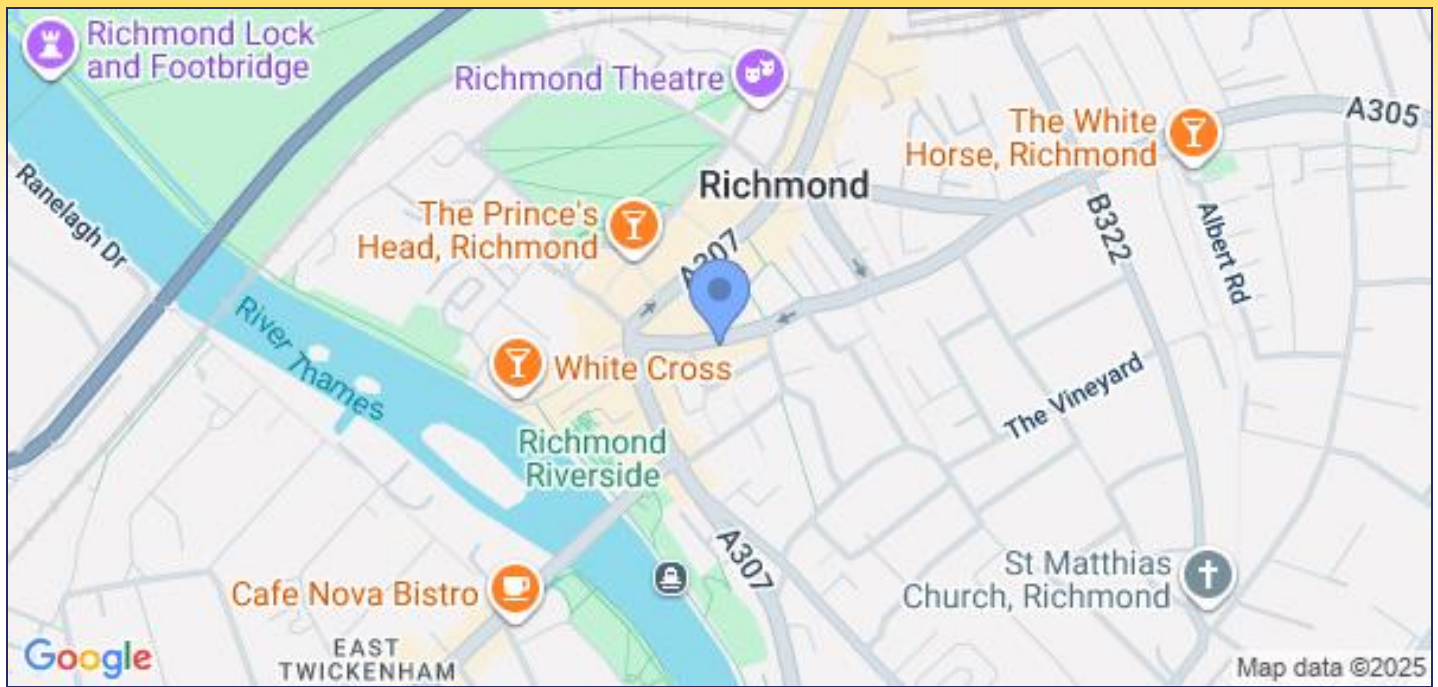 Richmond Lock
and Footbridge
Richmond Theatre
A305
The White
Horse, Richmond
Richmond
Ranelagh Dr
The Prince's
Head, Richmond
B322
Albert Rd
A207
River Thames
White Cross
The Vineyard
Richmond
Riverside
A307
St Matthias
Church, Richmond
Cafe Nova Bistro
EAST
TWICKENHAM
Google
Map data ©2025